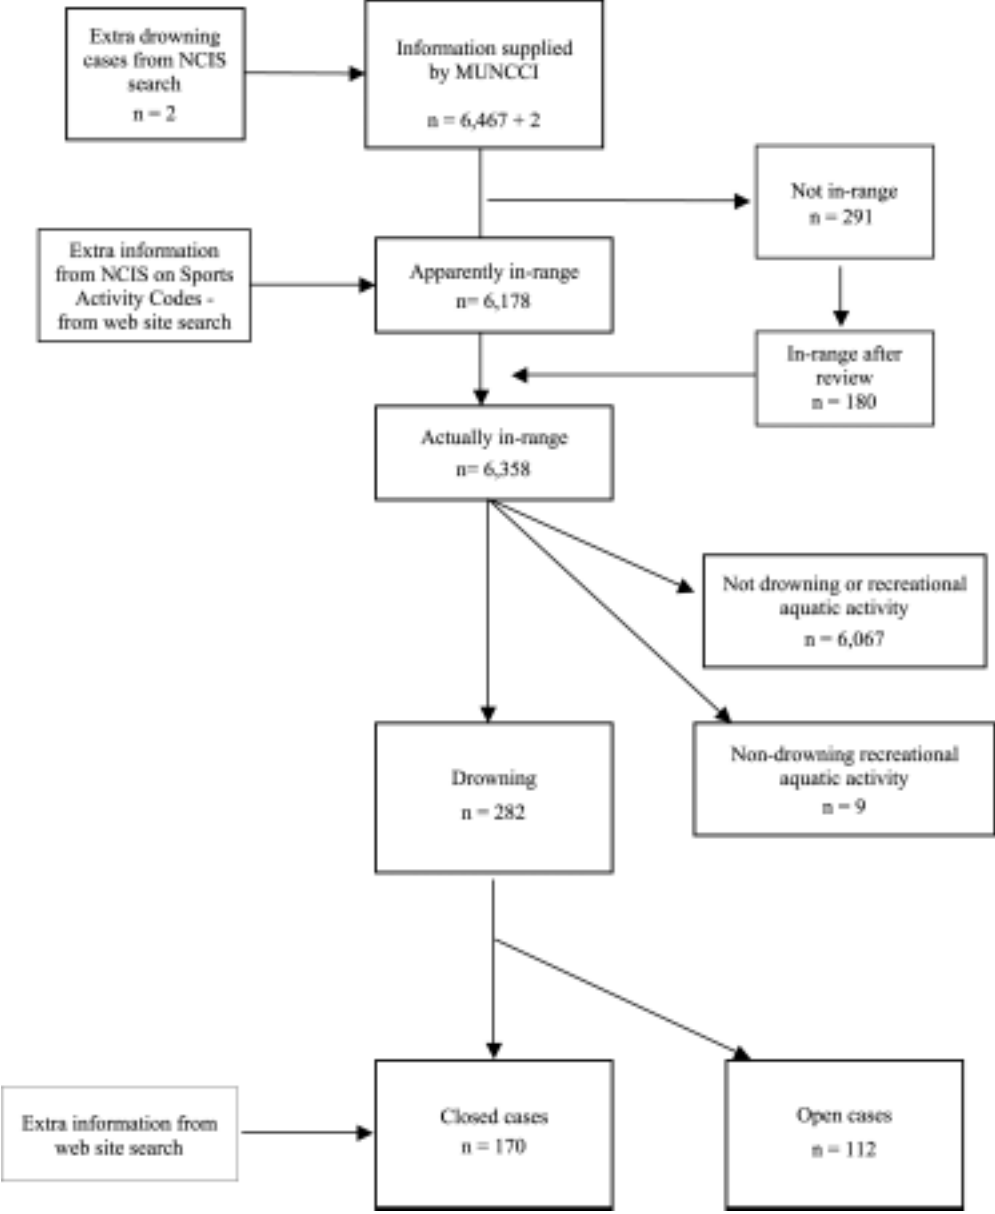 Extra drowning
cases from NCIS
search
n = 2
Information supplied
by MUNCCI
n = 6,467 + 2
Not in-range
n = 291
Extra information
from NCIS on Sports
Activity Codes -
from web site search
Apparently in-range
n= 6,178
In-range after
review
n = 180
Actually in-range
n= 6,358
Not drowning or recreational
aquatic activity
n = 6,067
Non-drowning recreational
aquatic activity
n = 9
Drowning
n = 282
Extra information from
web site search
Closed cases
n = 170
Open cases
n = 112